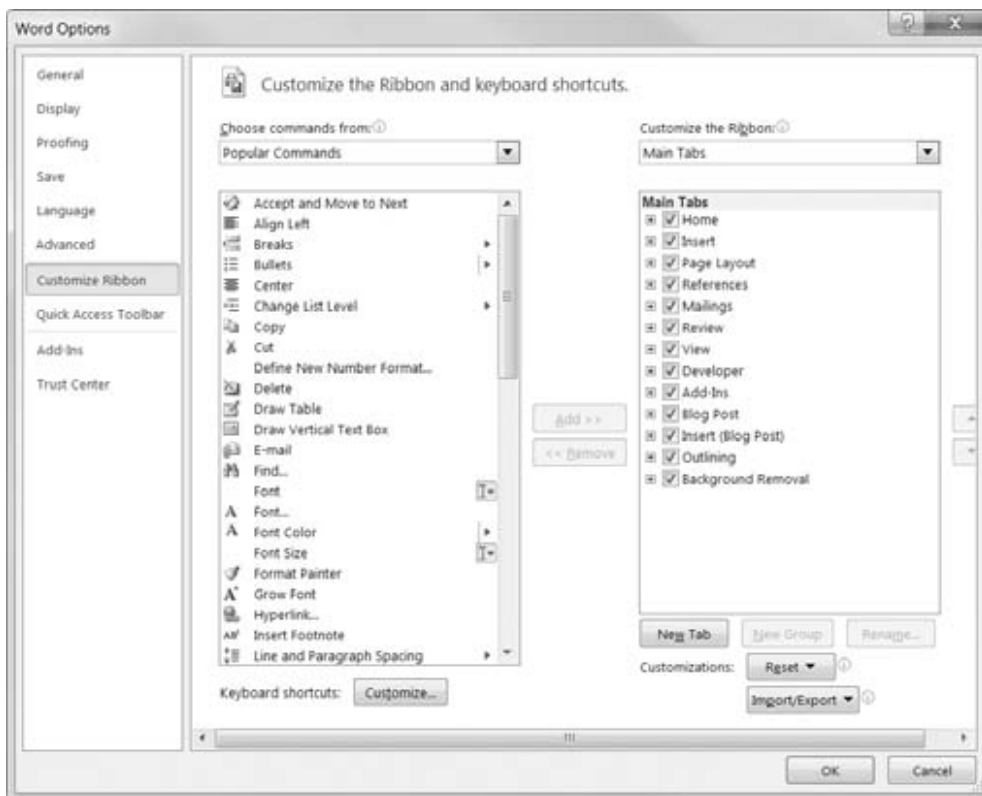 Word Options
General
Display
Proofing
Save
Language
Advanced
Customize Ribbon
Quick Access Toolbar
Add-Ins
Trust Center
Customize the Ribbon and keyboard shortcuts.
Choose commands from:
Popular Commands
Accept and Move to Next
Align Left
Breaks
Bullets
Center
Change List Level
Copy
Cut
Define New Number Format...
Delete
Draw Table
Draw Vertical Text Box
E-mail
Find...
Font
Font...
Font Color
Font Size
Format Painter
Grow Font
Hyperlink...
Insert Footnote
Line and Paragraph Spacing
Keyboard shortcuts: Customize...
Add >>
<< Remove
Customize the Ribbon:
Main Tabs
Main Tabs
Home
Insert
Page Layout
References
Mailings
Review
View
Developer
Add-Ins
Blog Post
Insert (Blog Post)
Outlining
Background Removal
New Tab New Group Rename...
Customizations: Reset
Import/Export
OK Cancel